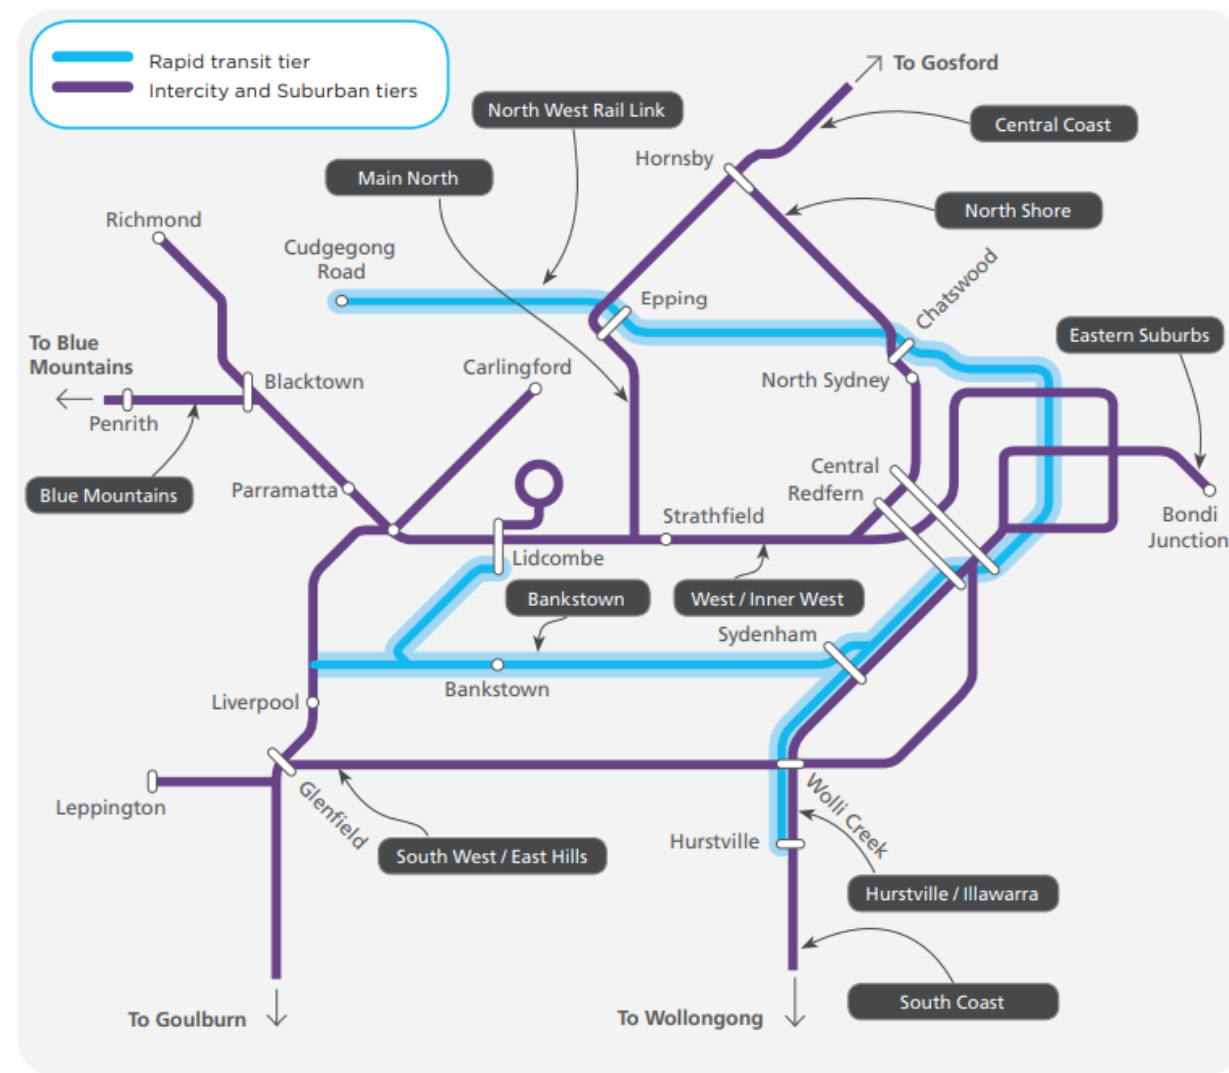 Rapid transit tier
Intercity and Suburban tiers
To Gosford
North West Rail Link
Central Coast
Hornsby
Main North
North Shore
Richmond
Cudgegong
Road
Chatswood
Epping
Eastern Suburbs
To Blue
Mountains
Carlingford
Blacktown
North Sydney
Penrith
Central
Redfern
Blue Mountains
Parramatta
Strathfield
Bondi
Junction
Lidcombe
Bankstown
West / Inner West
Sydenham
Bankstown
Liverpool
Glenfield
Wolli Creek
Leppington
Hurstville
South West / East Hills
Hurstville / Illawarra
South Coast
To Goulburn
To Wollongong